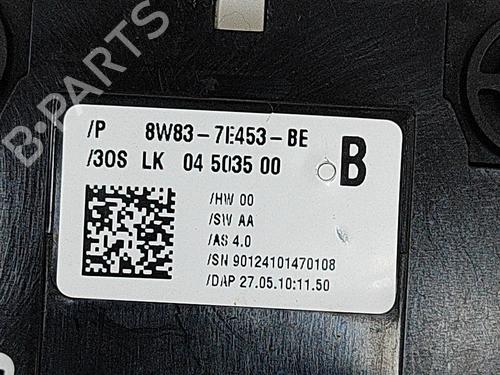 /P 8W83-7E453-BE
/30S LK 04 5035 00
B
/HW 00
/SW AA
/AS 4.0
/SN 90124101470108
/DAP 27.05.10:11.50
B-PARTS